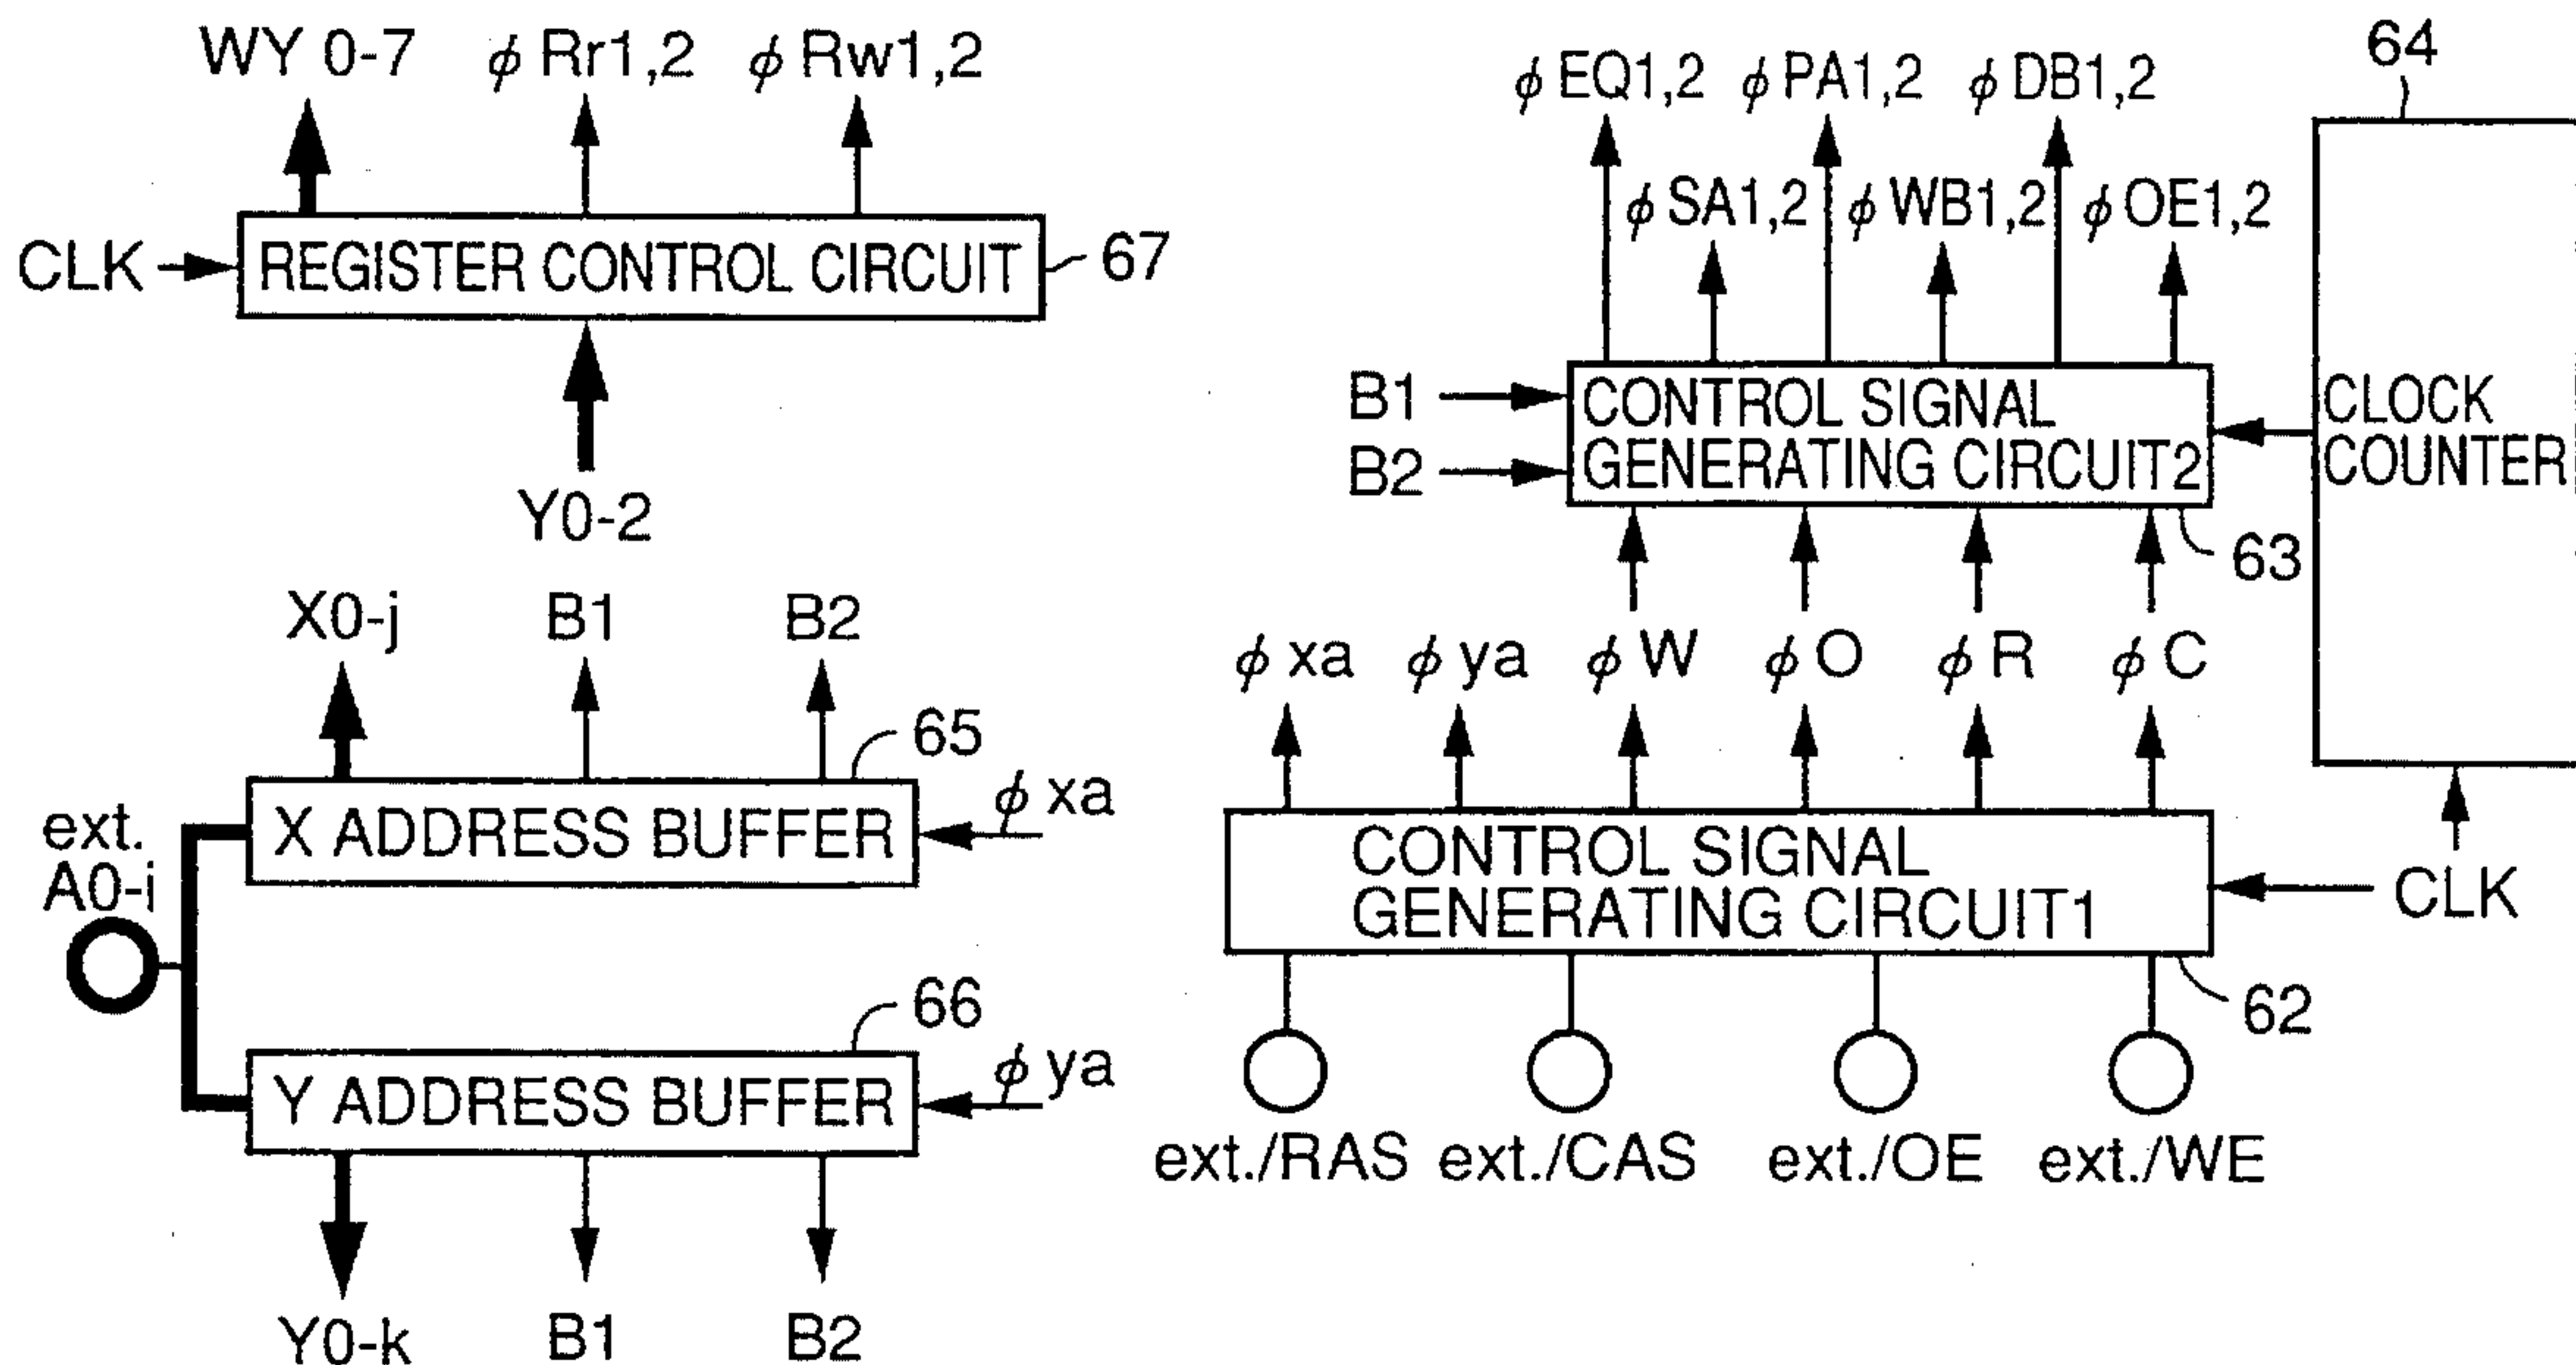 WY 0-7 ϕ Rr1,2 ϕ Rw1,2
CLK
REGISTER CONTROL CIRCUIT
67
Y0-2
X0-j B1 B2
65
ext.
A0-i
X ADDRESS BUFFER
ϕ xa
66
Y ADDRESS BUFFER
ϕ ya
Y0-k B1 B2
64
ϕ EQ1,2 ϕ PA1,2 ϕ DB1,2
ϕ SA1,2 ϕ WB1,2 ϕ OE1,2
B1
B2
CONTROL SIGNAL
GENERATING CIRCUIT2
CLOCK
COUNTER
63
ϕ xa ϕ ya ϕ W ϕ O ϕ R ϕ C
CONTROL SIGNAL
GENERATING CIRCUIT1
CLK
62
ext./RAS ext./CAS ext./OE ext./WE